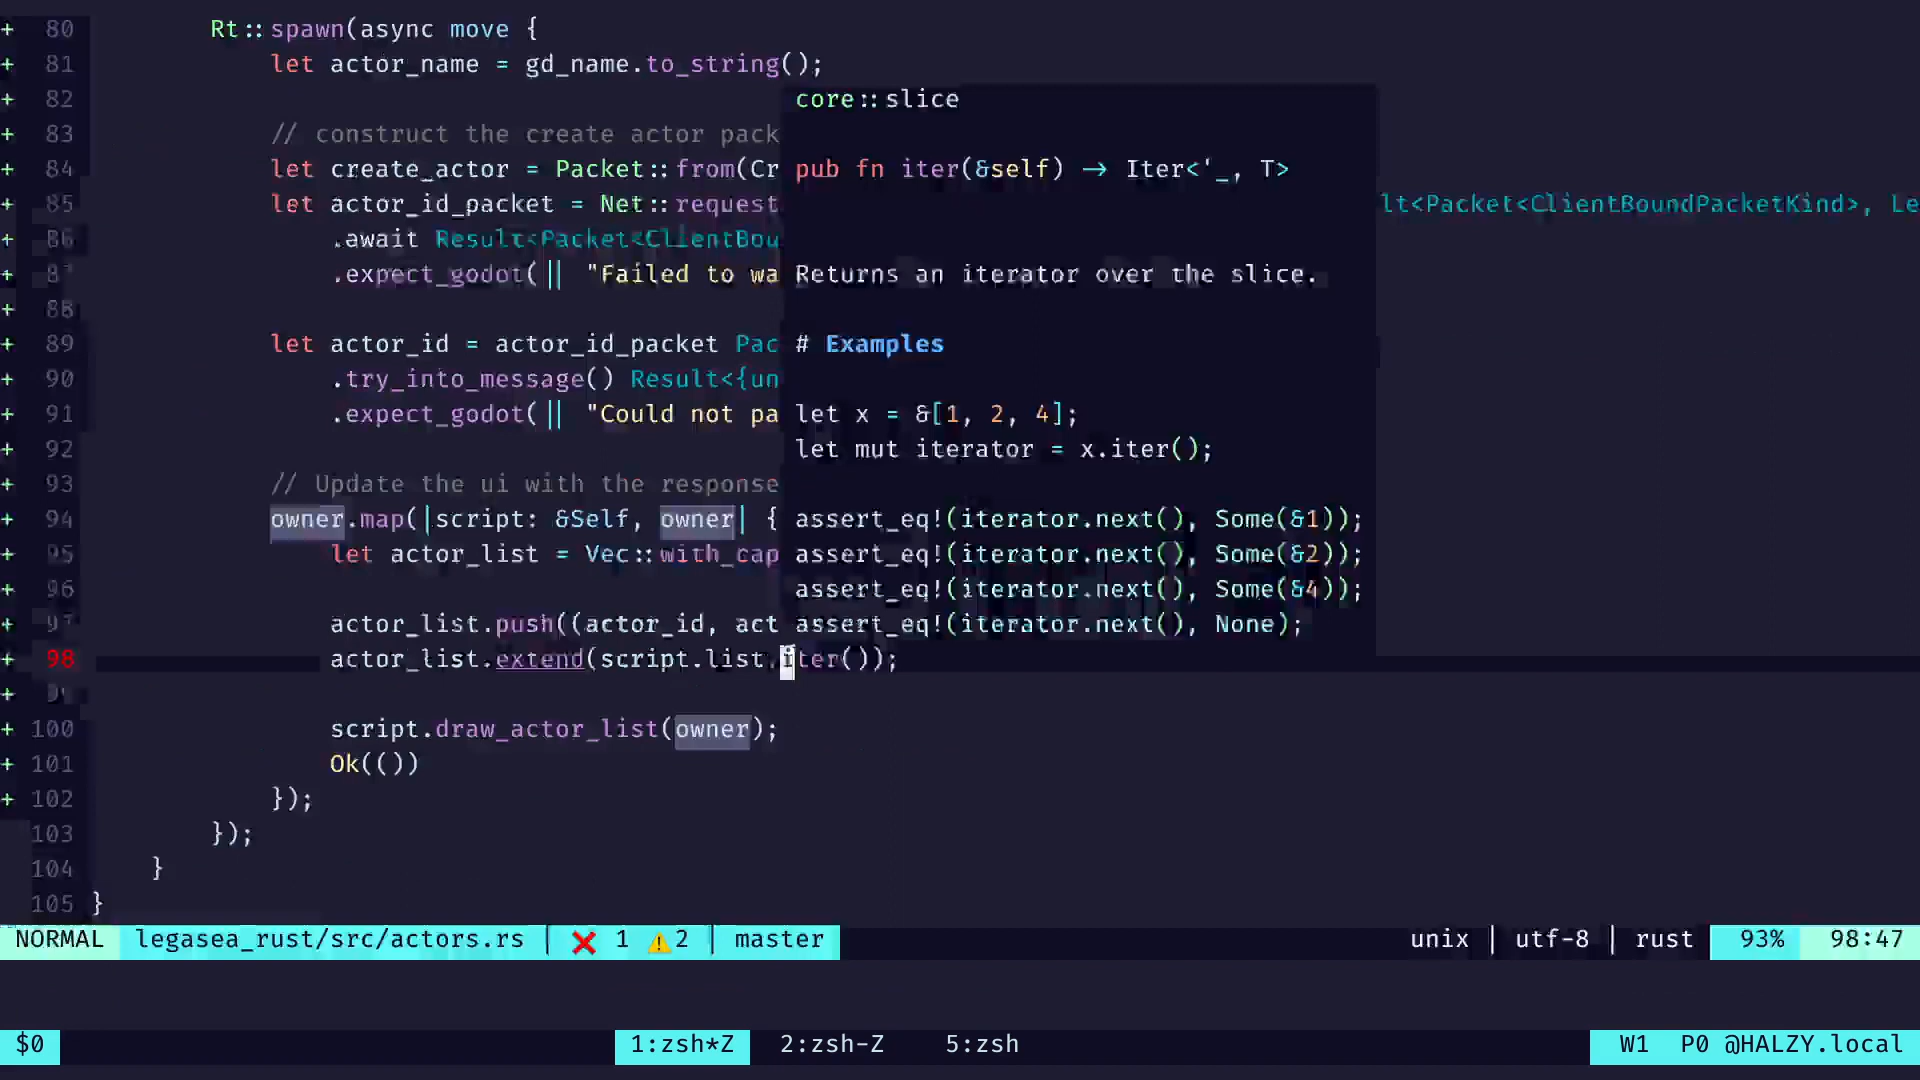 + 80 Rt::spawn(async move {
+ 81 let actor_name = gd_name.to_string();
+ 82
+ 83 // construct the create actor pack
+ 84 let create_actor = Packet::from(Cr
+ 85 let actor_id_packet = Net::request lt<Packet<ClientBoundPacketKind>, Le
+ 86 .await Result<Packet<ClientBou
+ 87 .expect_godot(|| "Failed to wa
+ 88
+ 89 let actor_id = actor_id_packet Pac
+ 90 .try_into_message() Result<{un
+ 91 .expect_godot(|| "Could not pa
+ 92
+ 93 // Update the ui with the response
+ 94 owner.map(|script: &Self, owner| {
+ 95 let actor_list = Vec::with_cap
+ 96
+ 97 actor_list.push((actor_id, act
+ 98 actor_list.extend(script.list.iter());
+ 99
+ 100 script.draw_actor_list(owner);
+ 101 Ok(())
+ 102 });
103 });
104 }
105 }
core::slice
pub fn iter(&self) -> Iter<'_, T>
Returns an iterator over the slice.
# Examples
let x = &[1, 2, 4];
let mut iterator = x.iter();
assert_eq!(iterator.next(), Some(&1));
assert_eq!(iterator.next(), Some(&2));
assert_eq!(iterator.next(), Some(&4));
assert_eq!(iterator.next(), None);
NORMAL legasea_rust/src/actors.rs | ❌ 1 ⚠️2 | master unix | utf-8 | rust 93% 98:47
$0 1:zsh*Z 2:zsh-Z 5:zsh W1 P0 @HALZY.local